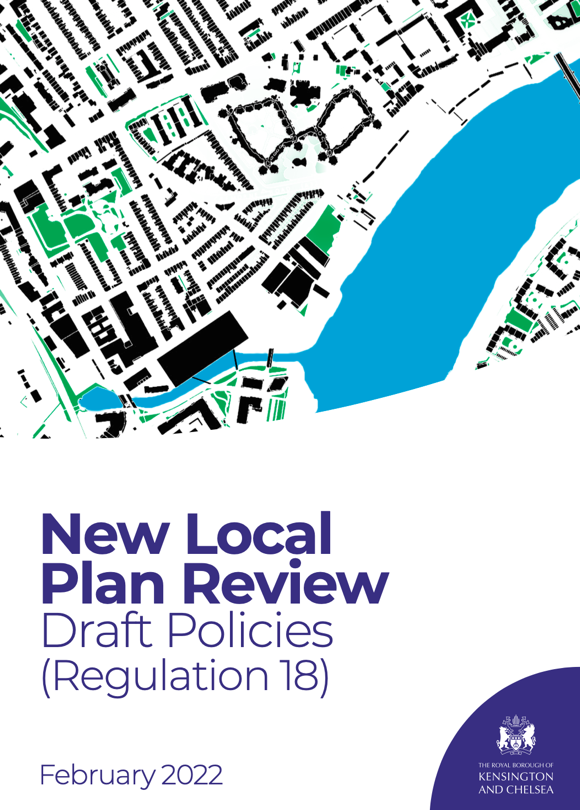 New Local
Plan Review
Draft Policies
(Regulation 18)
February 2022
THE ROYAL BOROUGH OF
KENSINGTON
AND CHELSEA